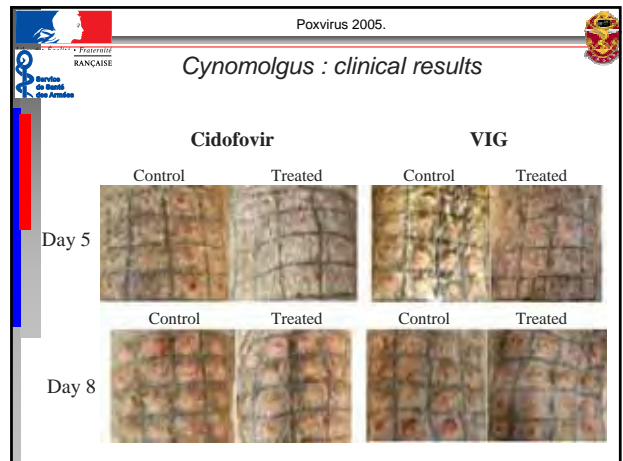 Poxvirus 2005.
• Fraternité
RANÇAISE
Service
de Santé
des Armées
Cynomolgus : clinical results
Cidofovir
VIG
Control
Treated
Control
Treated
Day 5
Control
Treated
Control
Treated
Day 8